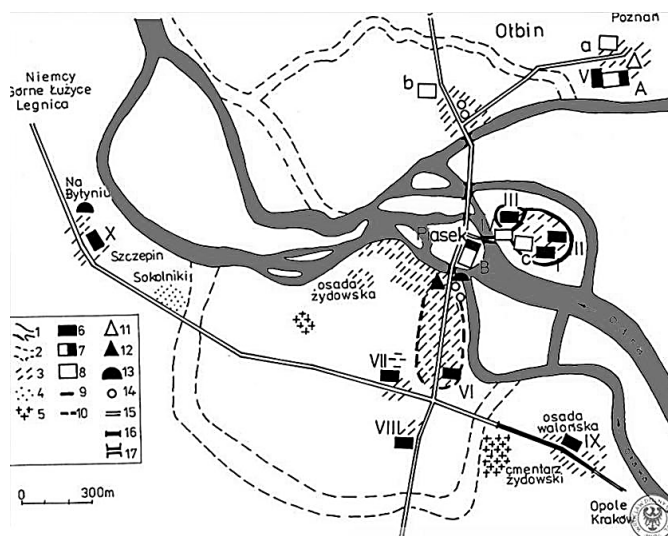 Poznań
Ołbin
a
V
A
b
Niemcy
Górne Łużyce
Legnica
Na
Bytyniu
X
Szczepin
Sokolniki
III
Piasek
II
I
c
B
osada
żydowska
VII
VI
VIII
osada
walońska
IX
cmentarz
żydowski
Opole
Kraków
1
2
3
4
5
6
7
8
9
10
11
12
13
14
15
16
17
0 300m